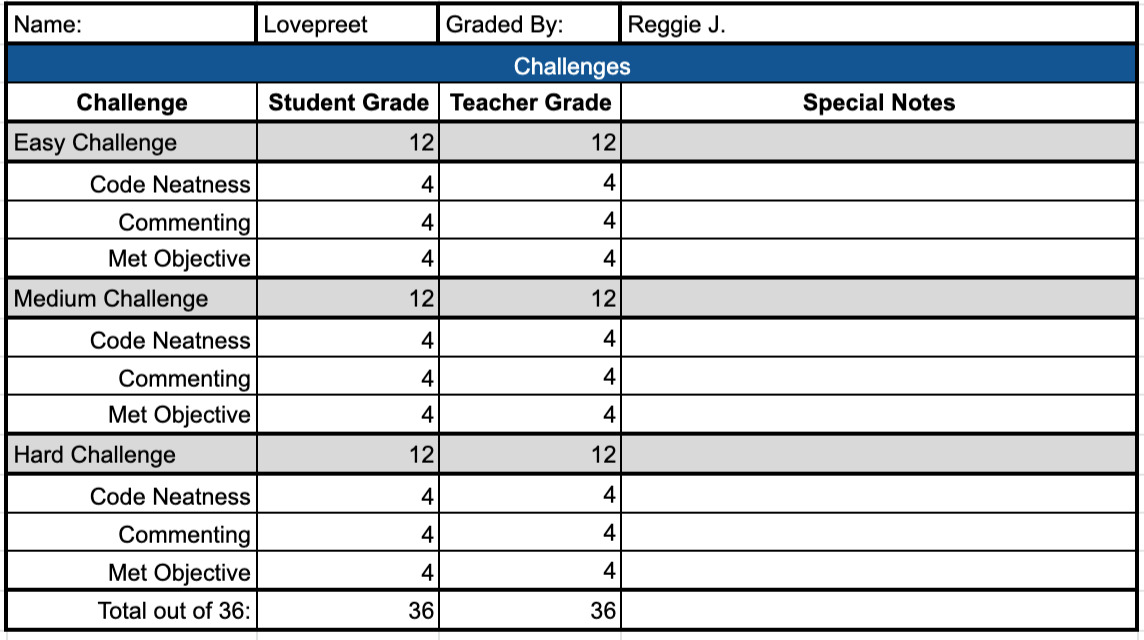 Name: Lovepreet Graded By: Reggie J.
Challenges
Challenge Student Grade Teacher Grade Special Notes
Easy Challenge 12 12
Code Neatness 4 4
Commenting 4 4
Met Objective 4 4
Medium Challenge 12 12
Code Neatness 4 4
Commenting 4 4
Met Objective 4 4
Hard Challenge 12 12
Code Neatness 4 4
Commenting 4 4
Met Objective 4 4
Total out of 36: 36 36